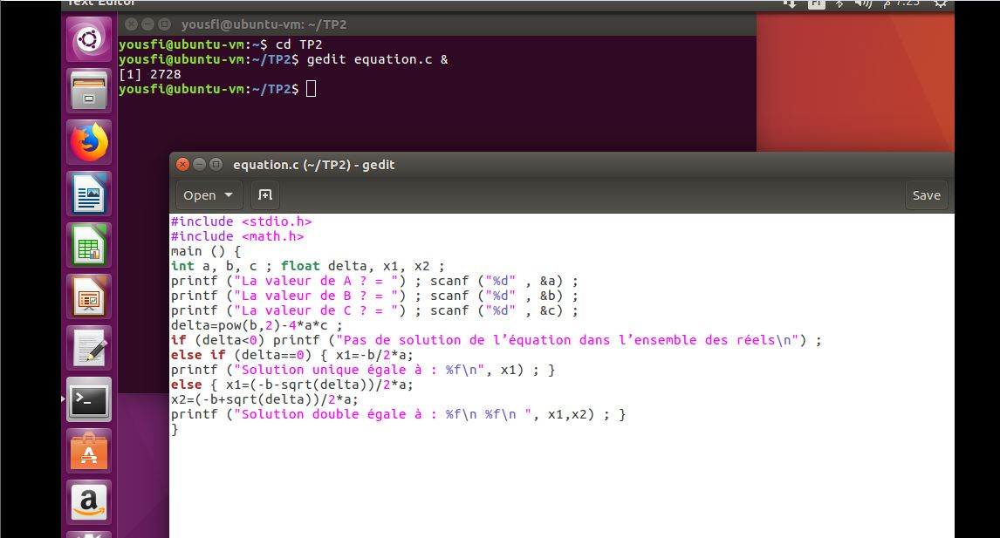 Text Editor
7:23
yousfi@ubuntu-vm: ~/TP2
yousfi@ubuntu-vm:~$ cd TP2
yousfi@ubuntu-vm:~/TP2$ gedit equation.c &
[1] 2728
yousfi@ubuntu-vm:~/TP2$
equation.c (~/TP2) - gedit
Open
Save
#include <stdio.h>
#include <math.h>
main () {
int a, b, c ; float delta, x1, x2 ;
printf ("La valeur de A ? = ") ; scanf ("%d" , &a) ;
printf ("La valeur de B ? = ") ; scanf ("%d" , &b) ;
printf ("La valeur de C ? = ") ; scanf ("%d" , &c) ;
delta=pow(b,2)-4*a*c ;
if (delta<0) printf ("Pas de solution de l’équation dans l’ensemble des réels\n") ;
else if (delta==0) { x1=-b/2*a;
printf ("Solution unique égale à : %f\n", x1) ; }
else { x1=(-b-sqrt(delta))/2*a;
x2=(-b+sqrt(delta))/2*a;
printf ("Solution double égale à : %f\n %f\n ", x1,x2) ; }
}